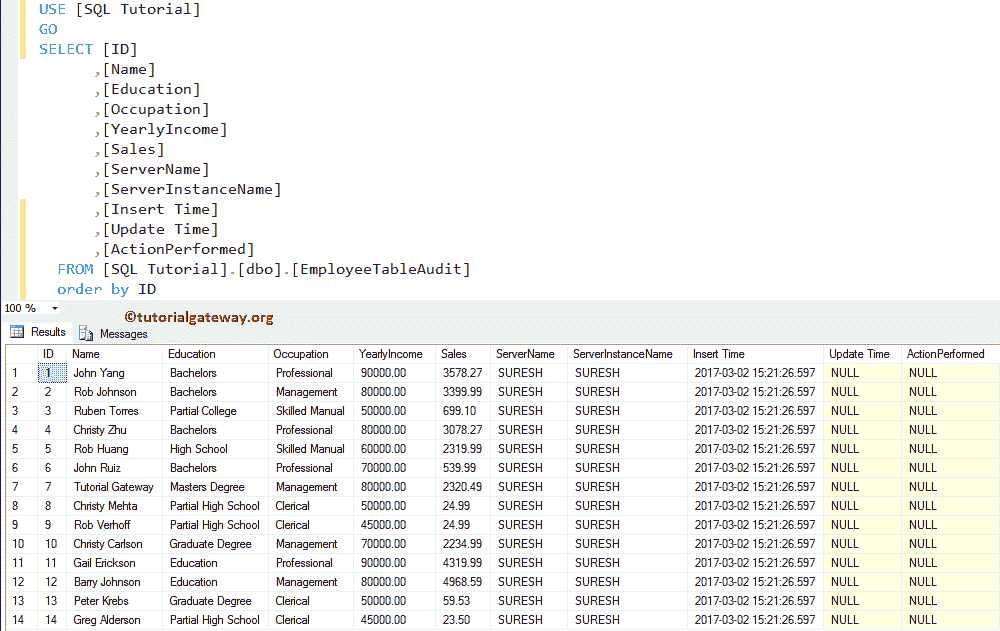 USE [SQL Tutorial]
GO
SELECT [ID]
,[Name]
,[Education]
,[Occupation]
,[YearlyIncome]
,[Sales]
,[ServerName]
,[ServerInstanceName]
,[Insert Time]
,[Update Time]
,[ActionPerformed]
FROM [SQL Tutorial].[dbo].[EmployeeTableAudit]
order by ID
100 %
©tutorialgateway.org
Results Messages
ID Name Education Occupation YearlyIncome Sales ServerName ServerInstanceName Insert Time Update Time ActionPerformed
1 1 John Yang Bachelors Professional 90000.00 3578.27 SURESH SURESH 2017-03-02 15:21:26.597 NULL NULL
2 2 Rob Johnson Bachelors Management 80000.00 3399.99 SURESH SURESH 2017-03-02 15:21:26.597 NULL NULL
3 3 Ruben Torres Partial College Skilled Manual 50000.00 699.10 SURESH SURESH 2017-03-02 15:21:26.597 NULL NULL
4 4 Christy Zhu Bachelors Professional 80000.00 3078.27 SURESH SURESH 2017-03-02 15:21:26.597 NULL NULL
5 5 Rob Huang High School Skilled Manual 60000.00 2319.99 SURESH SURESH 2017-03-02 15:21:26.597 NULL NULL
6 6 John Ruiz Bachelors Professional 70000.00 539.99 SURESH SURESH 2017-03-02 15:21:26.597 NULL NULL
7 7 Tutorial Gateway Masters Degree Management 80000.00 2320.49 SURESH SURESH 2017-03-02 15:21:26.597 NULL NULL
8 8 Christy Mehta Partial High School Clerical 50000.00 24.99 SURESH SURESH 2017-03-02 15:21:26.597 NULL NULL
9 9 Rob Verhoff Partial High School Clerical 45000.00 24.99 SURESH SURESH 2017-03-02 15:21:26.597 NULL NULL
10 10 Christy Carlson Graduate Degree Management 70000.00 2234.99 SURESH SURESH 2017-03-02 15:21:26.597 NULL NULL
11 11 Gail Erickson Education Professional 90000.00 4319.99 SURESH SURESH 2017-03-02 15:21:26.597 NULL NULL
12 12 Barry Johnson Education Management 80000.00 4968.59 SURESH SURESH 2017-03-02 15:21:26.597 NULL NULL
13 13 Peter Krebs Graduate Degree Clerical 50000.00 59.53 SURESH SURESH 2017-03-02 15:21:26.597 NULL NULL
14 14 Greg Alderson Partial High School Clerical 45000.00 23.50 SURESH SURESH 2017-03-02 15:21:26.597 NULL NULL